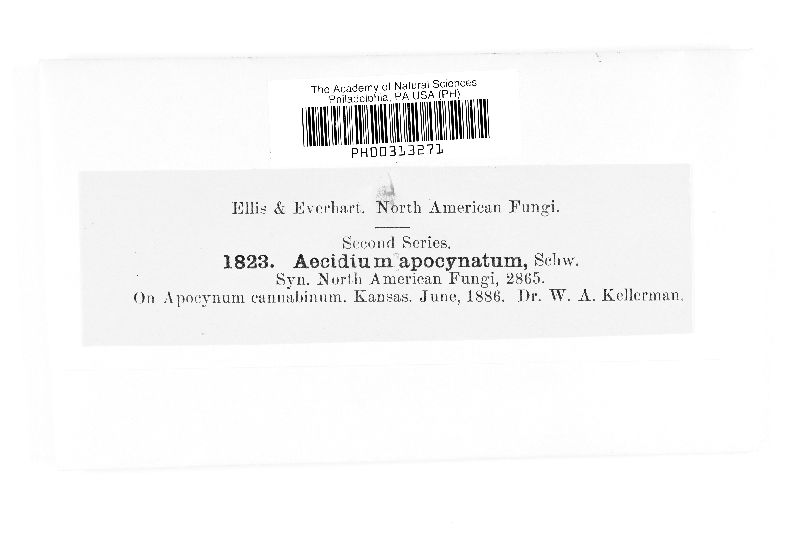 The Academy of Natural Sciences
Philadelphia, PA USA (PH)
PH00313271
Ellis & Everhart. North American Fungi.
Second Series.
1823. Aecidium apocynatum, Schw.
Syn. North American Fungi, 2865.
On Apocynum cannabinum. Kansas. June, 1886. Dr. W. A. Kellerman.